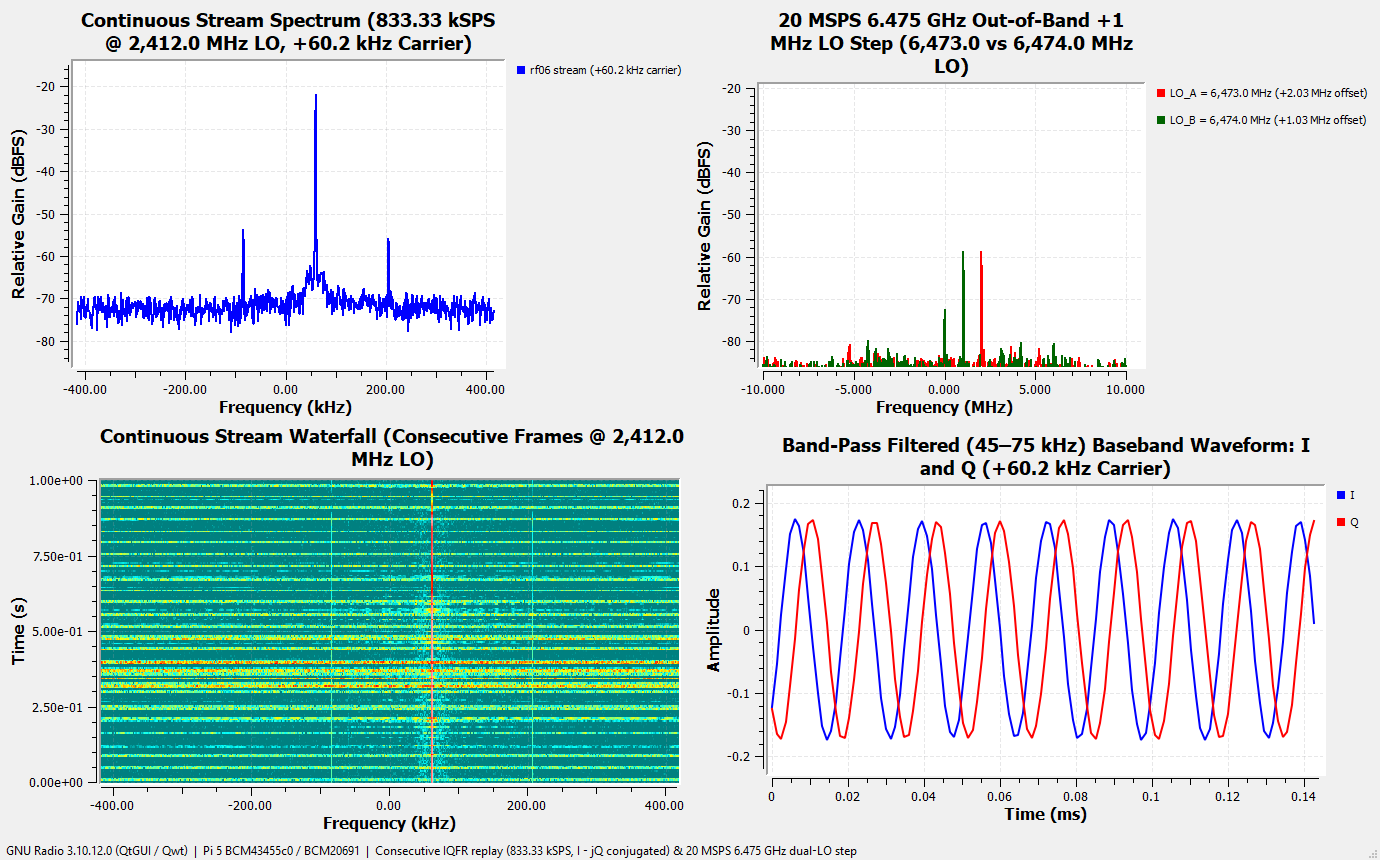 Continuous Stream Spectrum (833.33 kSPS
@ 2,412.0 MHz LO, +60.2 kHz Carrier)
rf06 stream (+60.2 kHz carrier)
Relative Gain (dBFS)
-20
-30
-40
-50
-60
-70
-80
-400.00
-200.00
0.00
200.00
400.00
Frequency (kHz)
20 MSPS 6.475 GHz Out-of-Band +1
MHz LO Step (6,473.0 vs 6,474.0 MHz
LO)
LO_A = 6,473.0 MHz (+2.03 MHz offset)
LO_B = 6,474.0 MHz (+1.03 MHz offset)
Relative Gain (dBFS)
-20
-30
-40
-50
-60
-70
-80
-10.000
-5.000
0.000
5.000
10.000
Frequency (MHz)
Continuous Stream Waterfall (Consecutive Frames @ 2,412.0
MHz LO)
Time (s)
1.00e+00
7.50e-01
5.00e-01
2.50e-01
0.00e+00
-400.00
-200.00
0.00
200.00
400.00
Frequency (kHz)
Band-Pass Filtered (45–75 kHz) Baseband Waveform: I
and Q (+60.2 kHz Carrier)
I
Q
Amplitude
0.2
0.1
0
-0.1
-0.2
0
0.02
0.04
0.06
0.08
0.1
0.12
0.14
Time (ms)
GNU Radio 3.10.12.0 (QtGUI / Qwt) | Pi 5 BCM43455c0 / BCM20691 | Consecutive IQFR replay (833.33 kSPS, I - jQ conjugated) & 20 MSPS 6.475 GHz dual-LO step